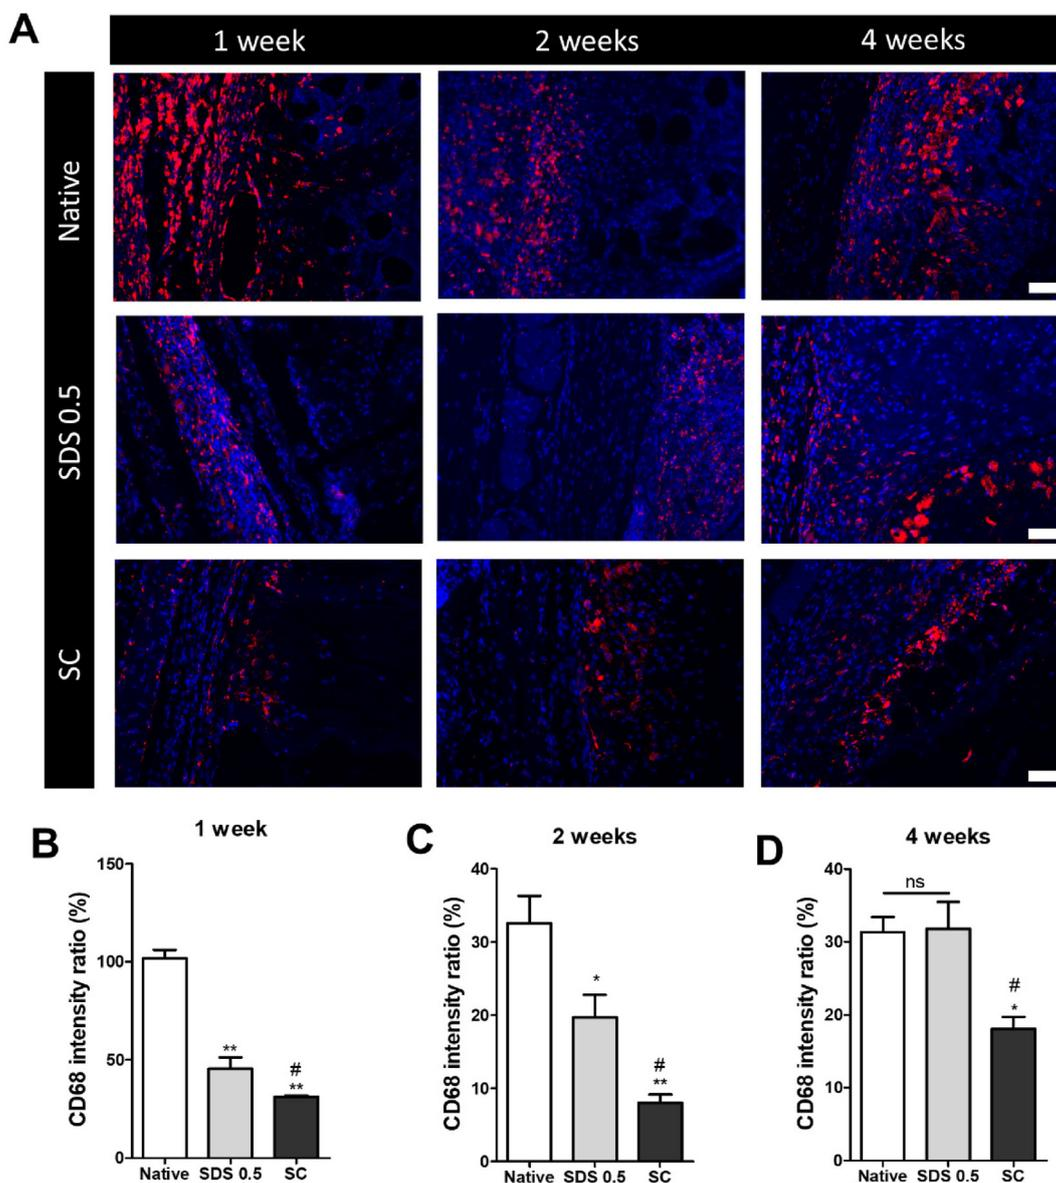 A
1 week 2 weeks 4 weeks
Native
SDS 0.5
SC
B
1 week
CD68 intensity ratio (%)
150
100
50
0
**
#
**
Native SDS 0.5 SC
C
2 weeks
CD68 intensity ratio (%)
40
30
20
10
0
*
#
**
Native SDS 0.5 SC
D
4 weeks
CD68 intensity ratio (%)
40
30
20
10
0
ns
#
*
Native SDS 0.5 SC